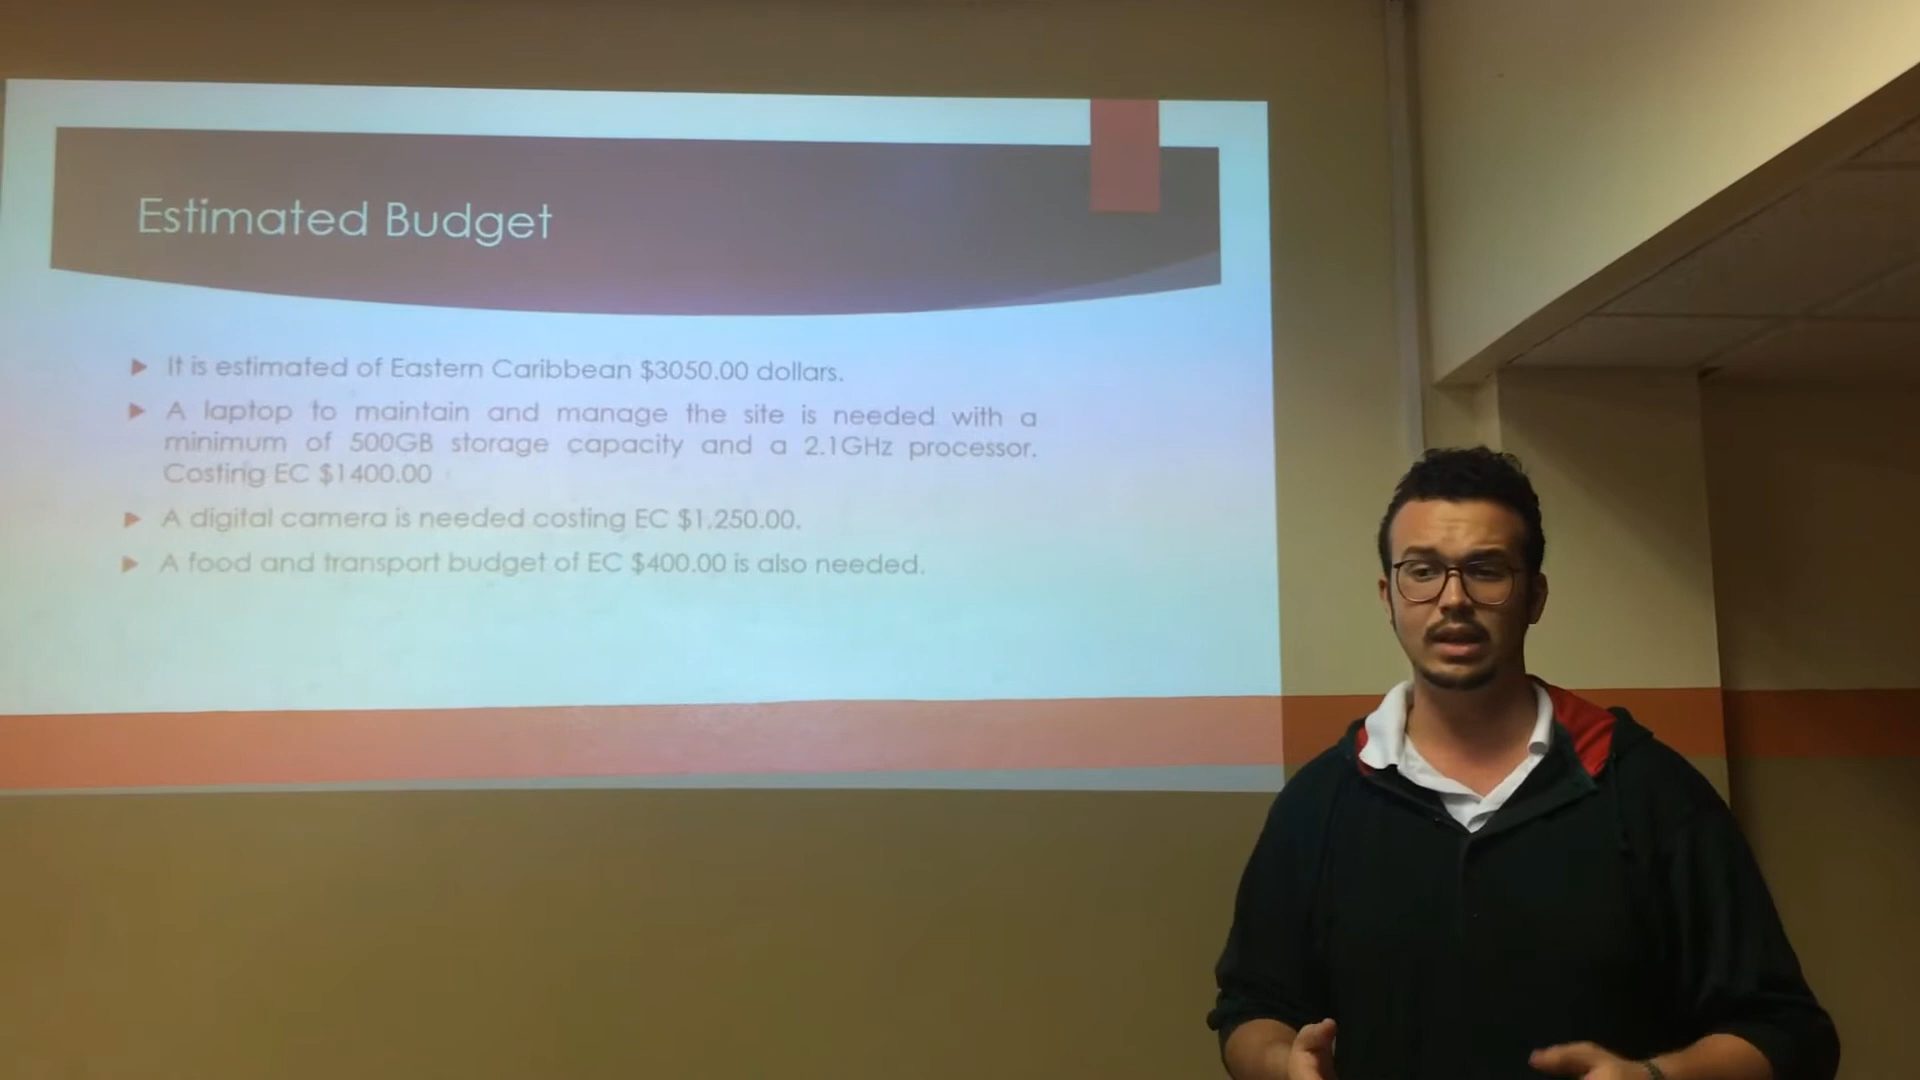 Estimated Budget
It is estimated of Eastern Caribbean $3050.00 dollars.
A laptop to maintain and manage the site is needed with a
minimum of 500GB storage capacity and a 2.1GHz processor.
Costing EC $1400.00
A digital camera is needed costing EC $1,250.00.
A food and transport budget of EC $400.00 is also needed.